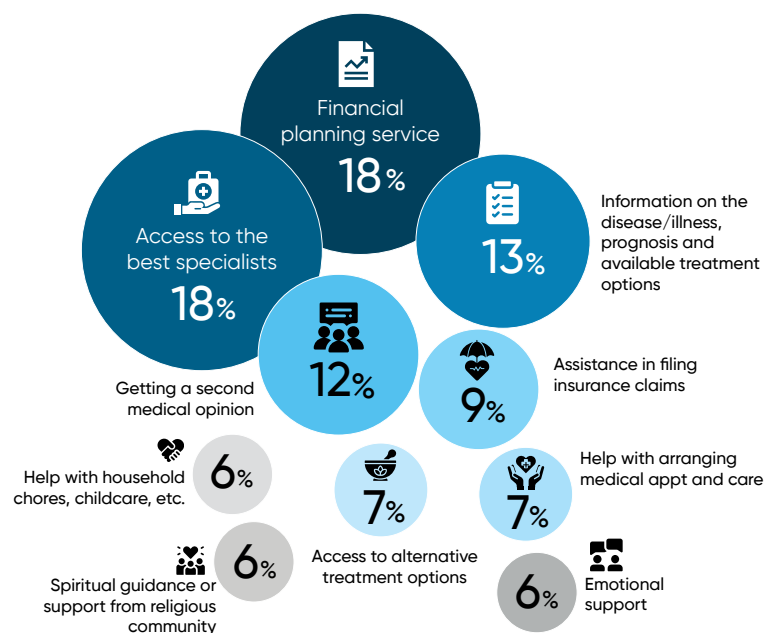 Financial
planning service
18%
Access to the
best specialists
18%
13%
Information on the
disease/illness,
prognosis and
available treatment
options
12%
Getting a second
medical opinion
9%
Assistance in filing
insurance claims
6%
Help with household
chores, childcare, etc.
7%
Access to alternative
treatment options
7%
Help with arranging
medical appt and care
6%
Spiritual guidance or
support from religious
community
6%
Emotional
support